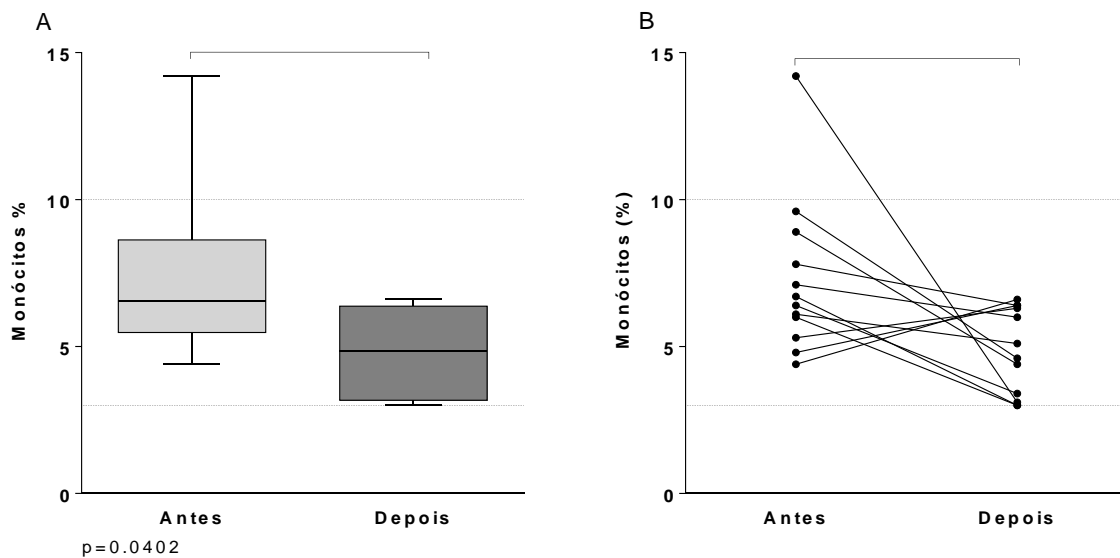 A
15
10
5
0
Monócitos %
Antes
Depois
p=0.0402
B
15
10
5
0
Monócitos (%)
Antes
Depois